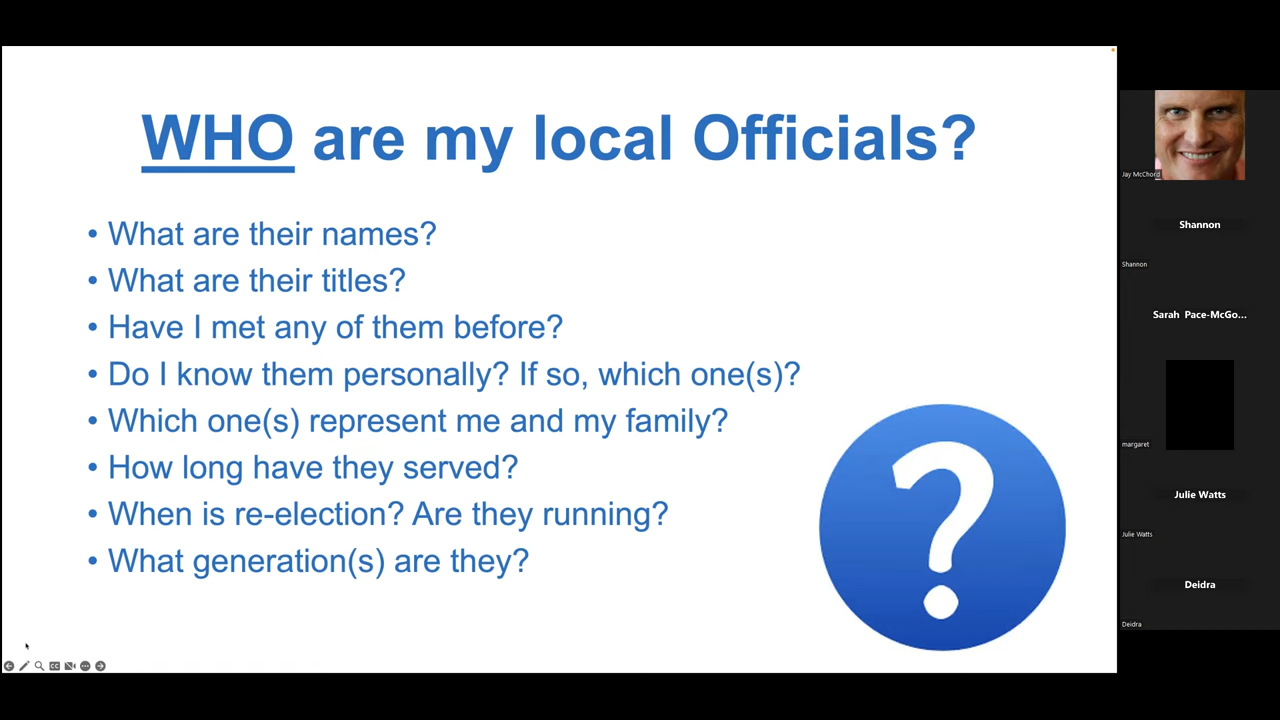 WHO are my local Officials?
• What are their names?
• What are their titles?
• Have I met any of them before?
• Do I know them personally? If so, which one(s)?
• Which one(s) represent me and my family?
• How long have they served?
• When is re-election? Are they running?
• What generation(s) are they?
?
CC
Jay McChord
Shannon
Shannon
Sarah Pace-McGo...
margaret
Julie Watts
Julie Watts
Deidra
Deidra